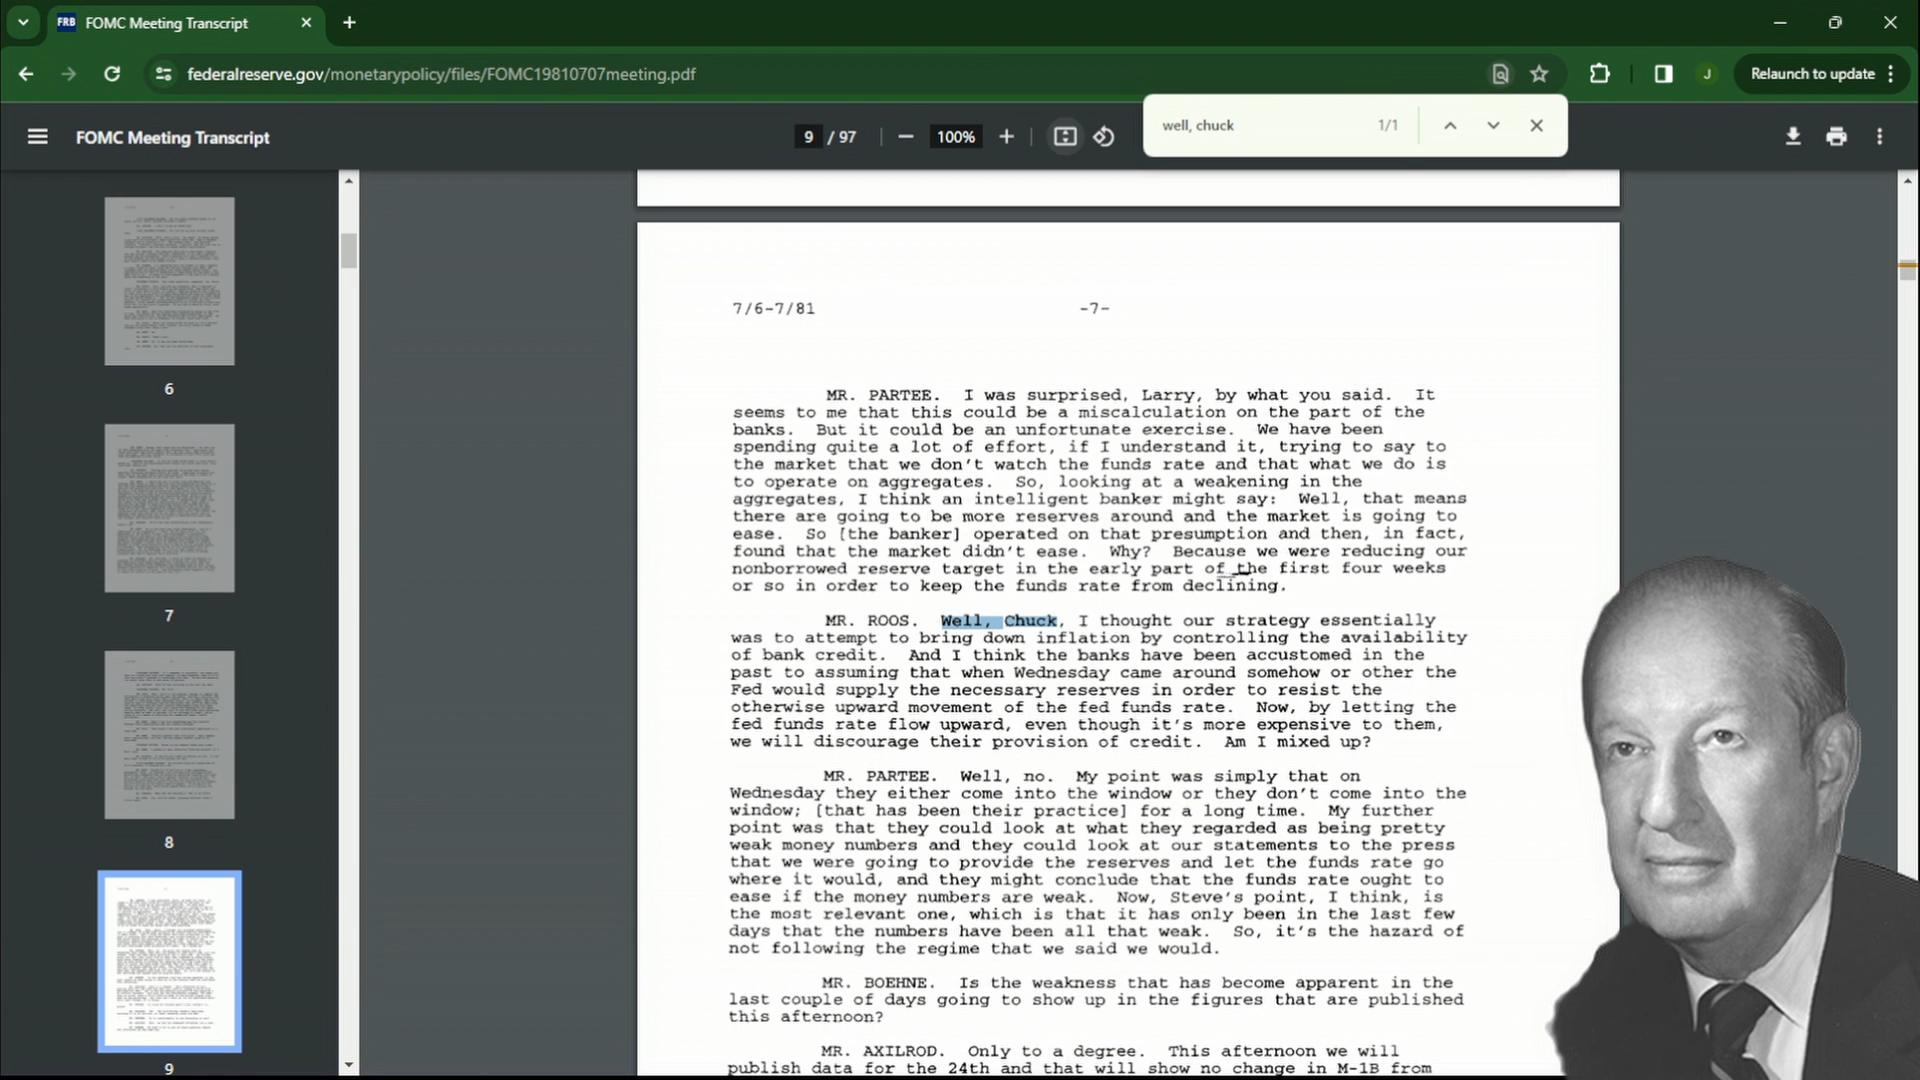 FRB FOMC Meeting Transcript
federalreserve.gov/monetarypolicy/files/FOMC19810707meeting.pdf
J
Relaunch to update
well, chuck 1/1
FOMC Meeting Transcript
9 / 97
100%
6
7
8
9
7/6-7/81 -7-
MR. PARTEE. I was surprised, Larry, by what you said. It
seems to me that this could be a miscalculation on the part of the
banks. But it could be an unfortunate exercise. We have been
spending quite a lot of effort, if I understand it, trying to say to
the market that we don't watch the funds rate and that what we do is
to operate on aggregates. So, looking at a weakening in the
aggregates, I think an intelligent banker might say: Well, that means
there are going to be more reserves around and the market is going to
ease. So [the banker] operated on that presumption and then, in fact,
found that the market didn't ease. Why? Because we were reducing our
nonborrowed reserve target in the early part of the first four weeks
or so in order to keep the funds rate from declining.
MR. ROOS. Well, Chuck, I thought our strategy essentially
was to attempt to bring down inflation by controlling the availability
of bank credit. And I think the banks have been accustomed in the
past to assuming that when Wednesday came around somehow or other the
Fed would supply the necessary reserves in order to resist the
otherwise upward movement of the fed funds rate. Now, by letting the
fed funds rate flow upward, even though it's more expensive to them,
we will discourage their provision of credit. Am I mixed up?
MR. PARTEE. Well, no. My point was simply that on
Wednesday they either come into the window or they don't come into the
window; [that has been their practice] for a long time. My further
point was that they could look at what they regarded as being pretty
weak money numbers and they could look at our statements to the press
that we were going to provide the reserves and let the funds rate go
where it would, and they might conclude that the funds rate ought to
ease if the money numbers are weak. Now, Steve's point, I think, is
the most relevant one, which is that it has only been in the last few
days that the numbers have been all that weak. So, it's the hazard of
not following the regime that we said we would.
MR. BOEHNE. Is the weakness that has become apparent in the
last couple of days going to show up in the figures that are published
this afternoon?
MR. AXILROD. Only to a degree. This afternoon we will
publish data for the 24th and that will show no change in M-1B from